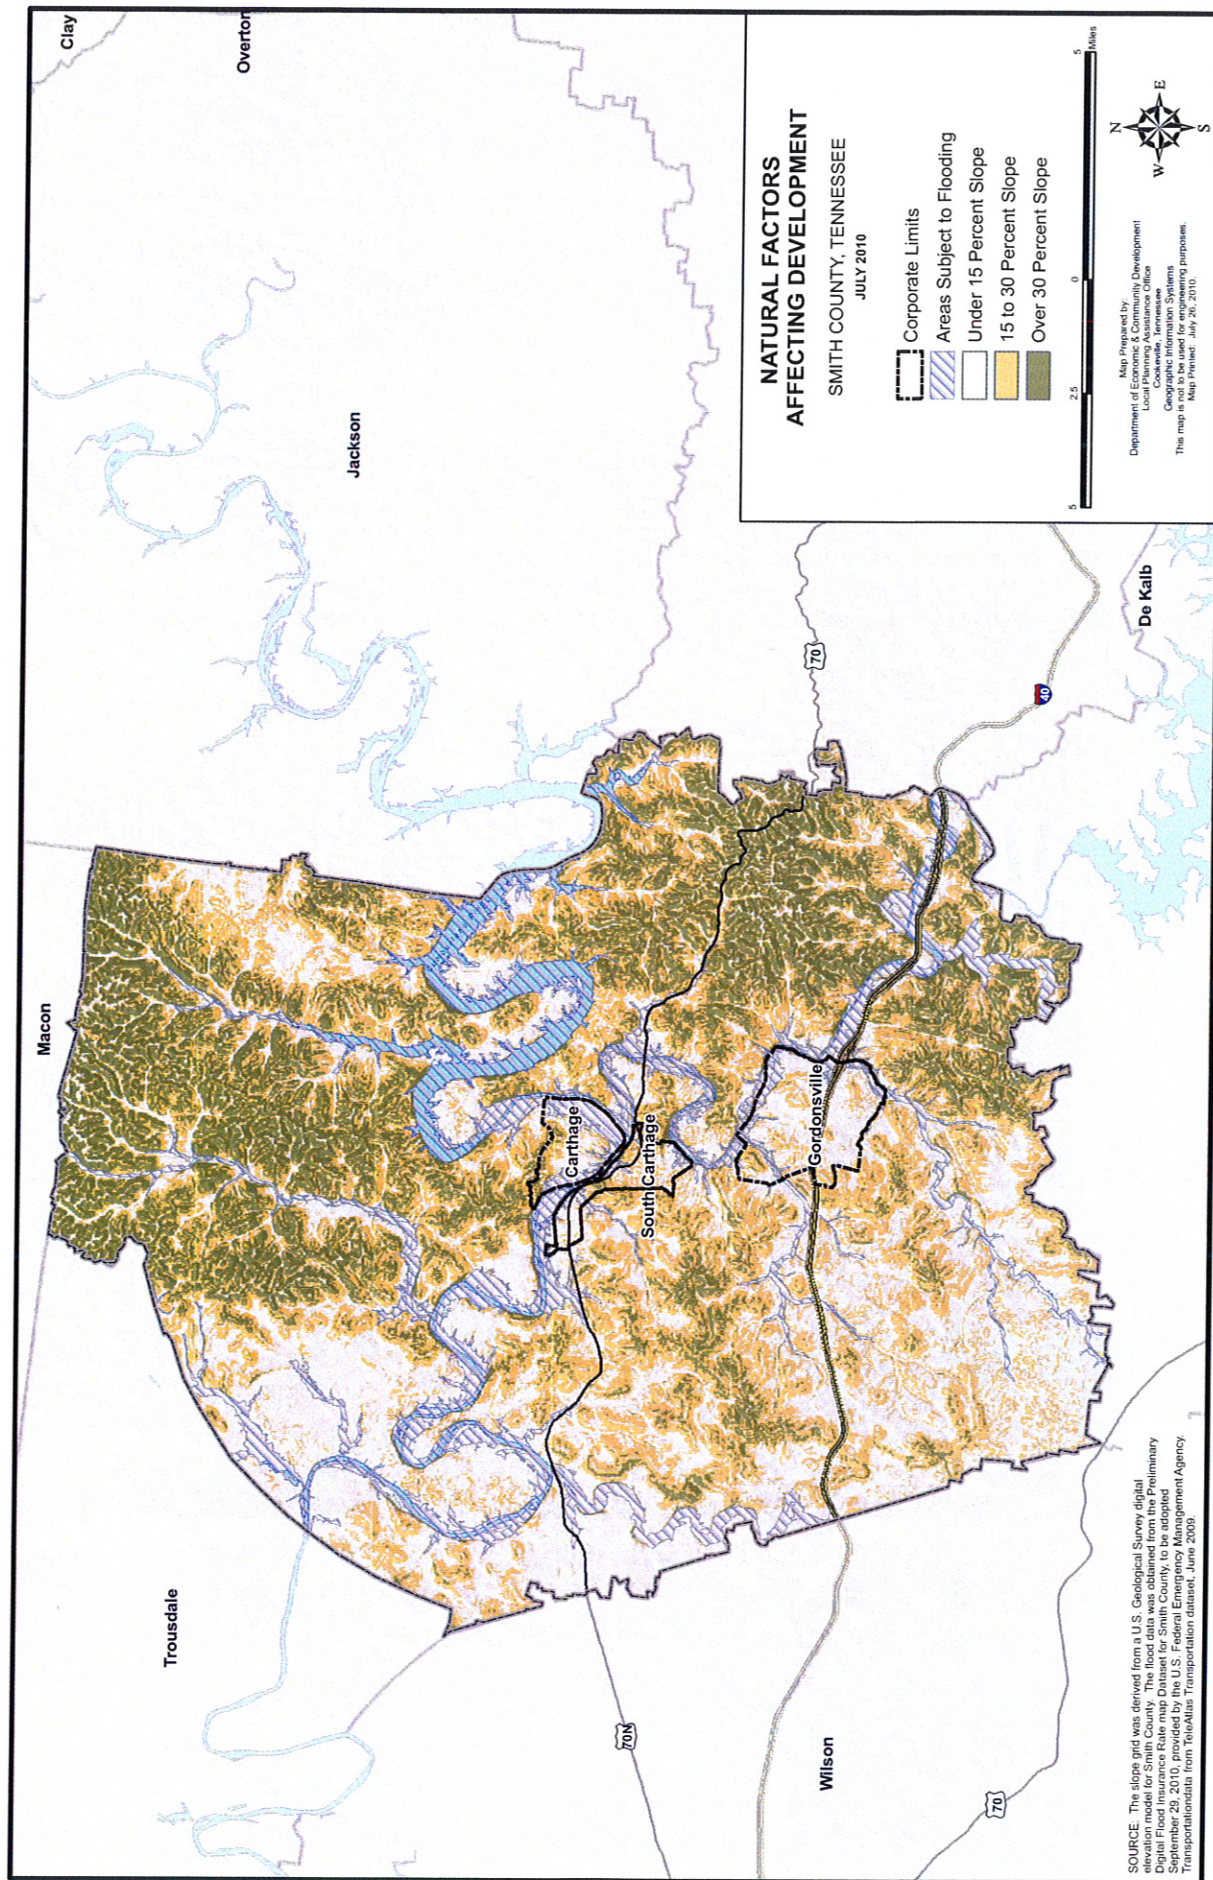 Clay
Overton
Macon
Jackson
Trousdale
Carthage
South Carthage
70N
70
Gordonsville
Wilson
40
De Kalb
70
NATURAL FACTORS
AFFECTING DEVELOPMENT
SMITH COUNTY, TENNESSEE
JULY 2010
Corporate Limits
Areas Subject to Flooding
Under 15 Percent Slope
15 to 30 Percent Slope
Over 30 Percent Slope
5 2.5 0 5
Miles
N
W E
S
Map Prepared by:
Department of Economic & Community Development
Local Planning Assistance Office
Cookeville, Tennessee
Geographic Information Systems
This map is not to be used for engineering purposes.
Map Printed: July 26, 2010.
SOURCE: The slope grid was derived from a U.S. Geological Survey digital
elevation model for Smith County. The flood data was obtained from the Preliminary
Digital Flood Insurance Rate map Dataset for Smith County, to be adopted
September 29, 2010, provided by the U.S. Federal Emergency Management Agency.
Transportationdata from TeleAtlas Transportation dataset, June 2009.